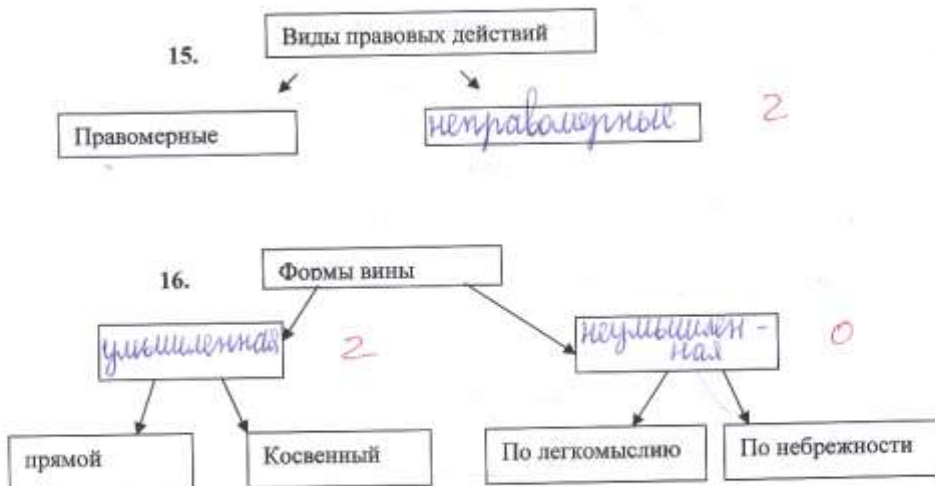 Виды правовых действий
15.
Правомерные
неправомерные
2
Формы вины
16.
умышленная
2
неумышлен -
ная
0
прямой
Косвенный
По легкомыслию
По небрежности